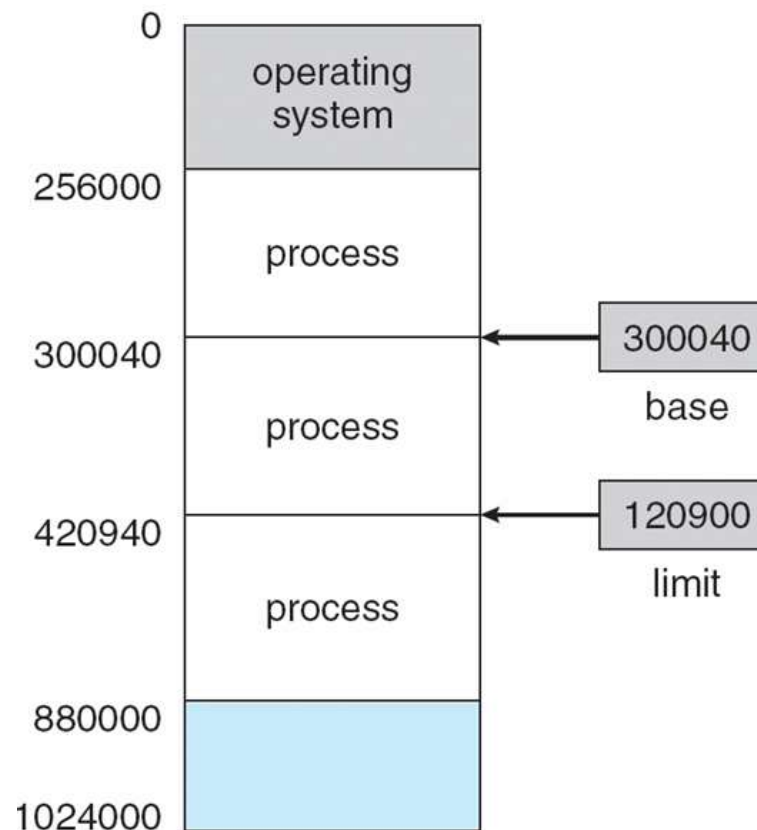 0
operating
system
256000
process
300040
300040
base
process
420940
120900
limit
process
880000
1024000